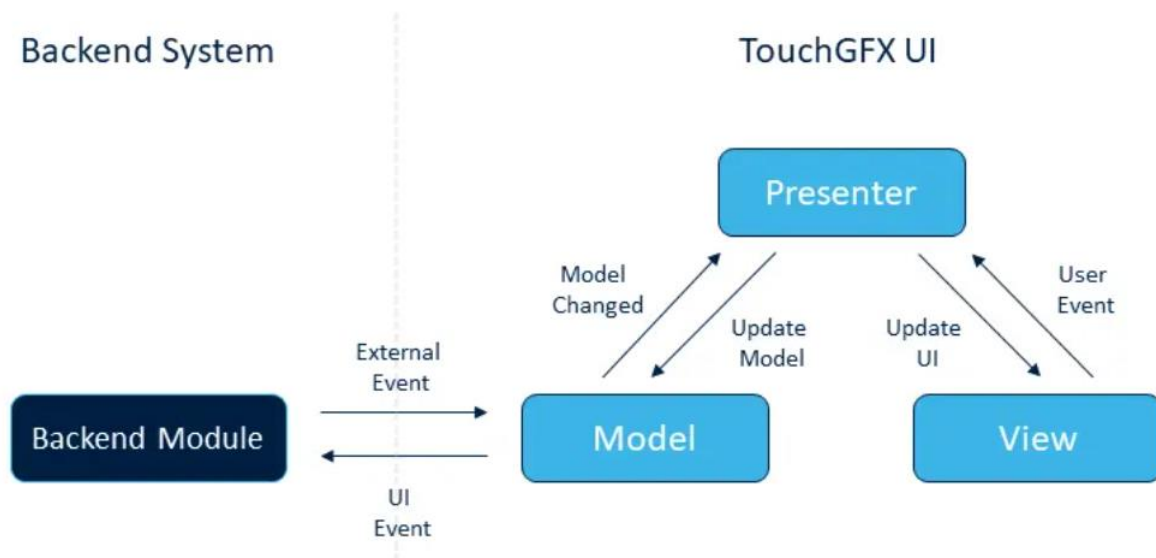 Backend System
TouchGFX UI
Presenter
Model
Changed
User
Event
Update
Model
Update
UI
External
Event
Backend Module
Model
View
UI
Event